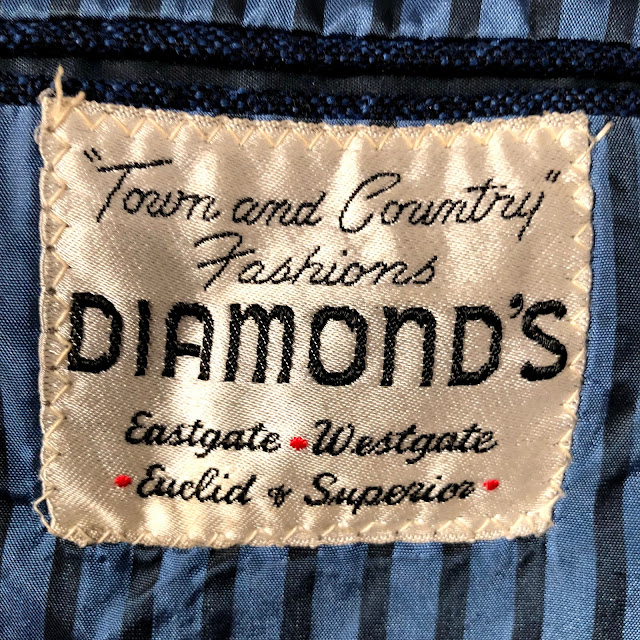 "Town and Country"
Fashions
DIAMOND'S
Eastgate • Westgate
• Euclid & Superior •